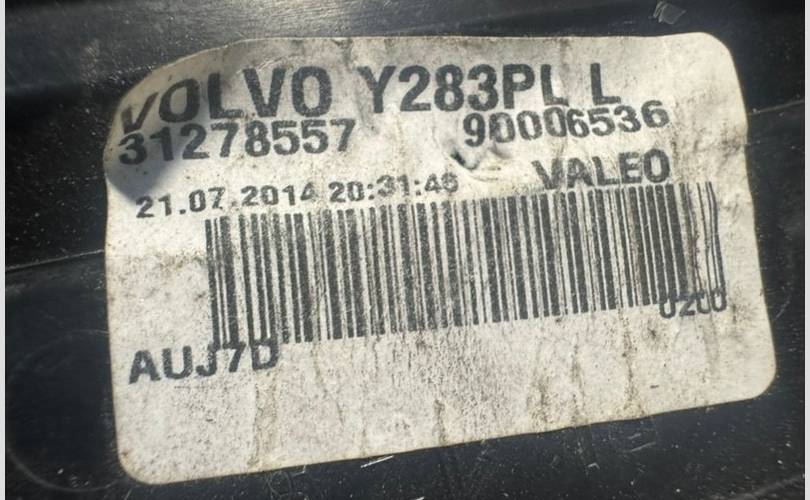 VOLVO Y283PL L
31278557 90006536
21.07.2014 20:31:46 VALEO
0200
AUJ7D